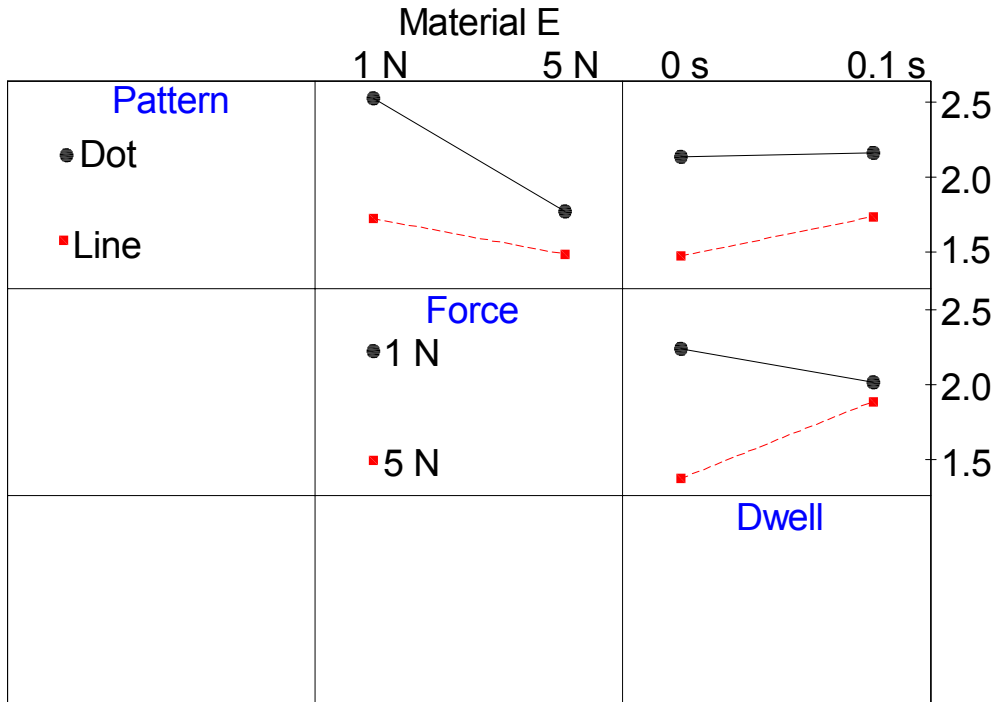 Material E
1 N 5 N 0 s 0.1 s
Pattern
Dot
Line
2.5
2.0
1.5
Force
1 N
5 N
2.5
2.0
1.5
Dwell